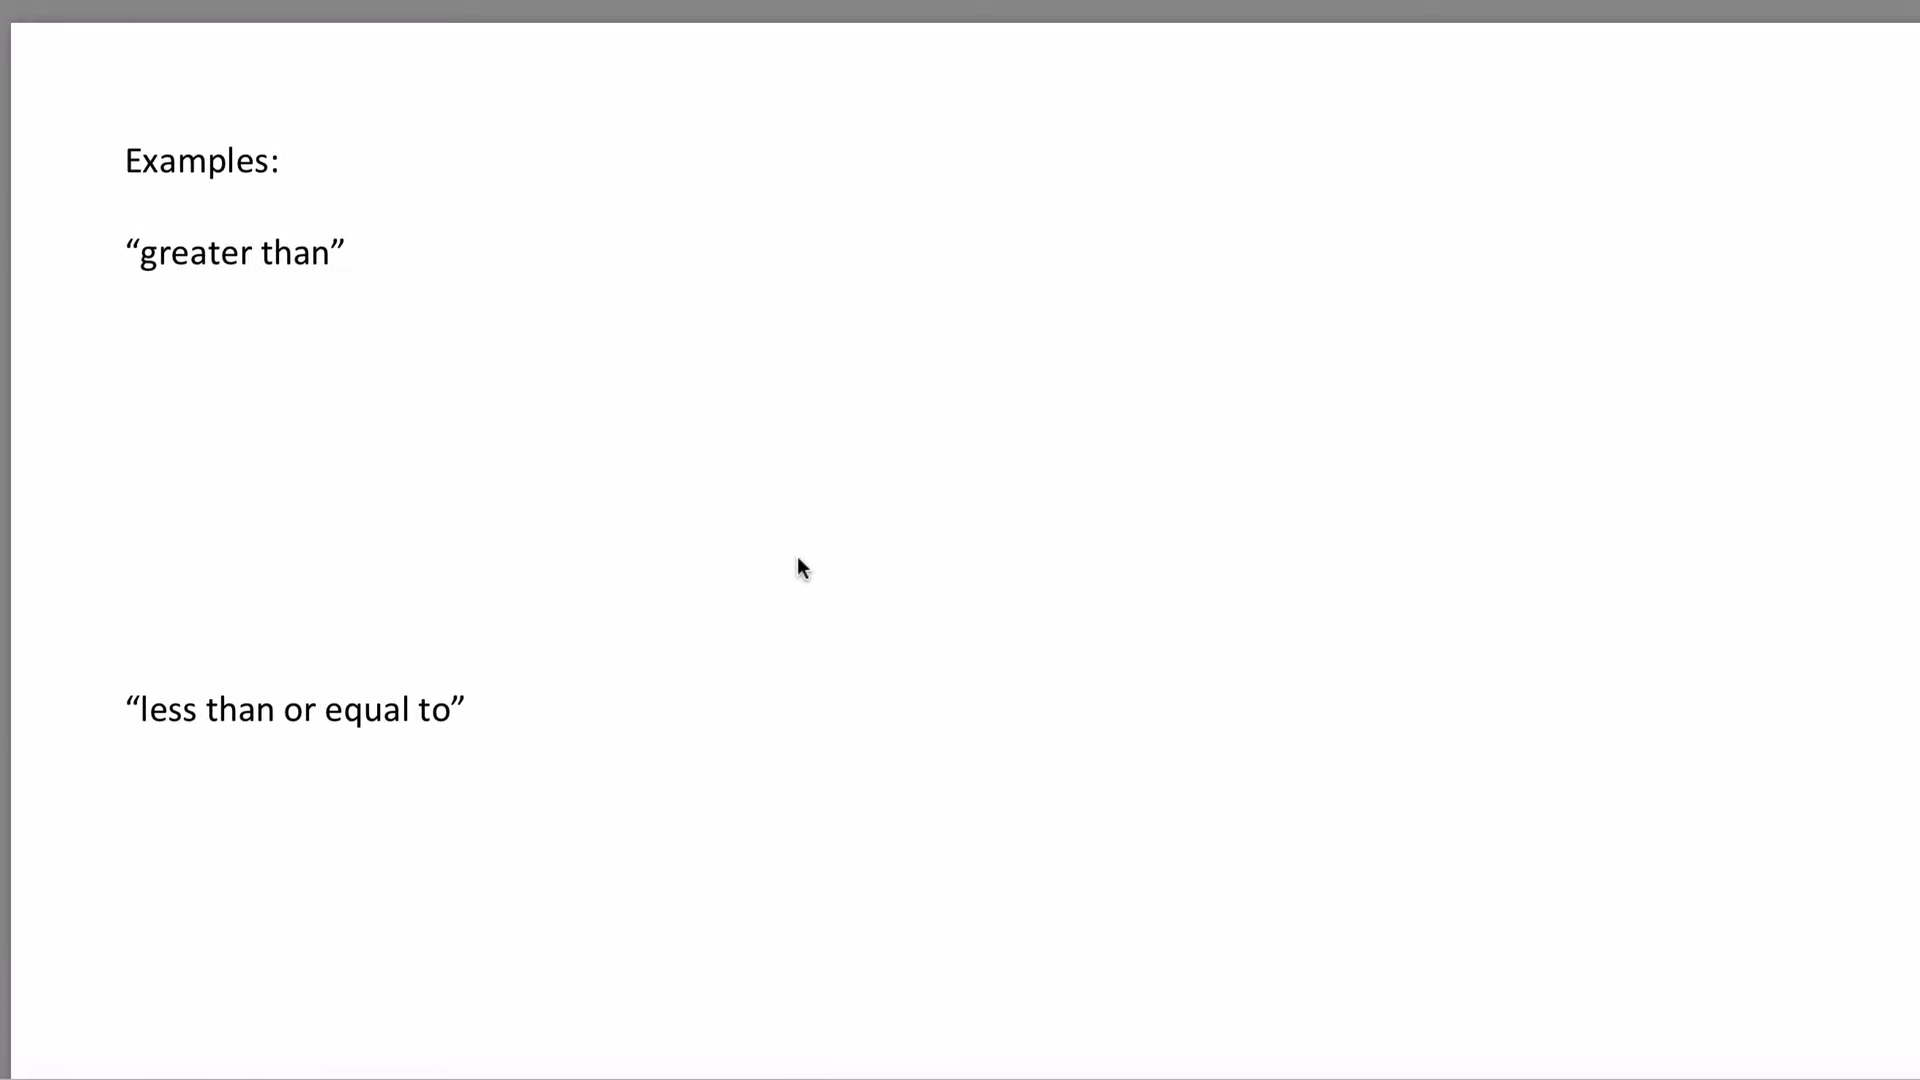 Examples:
“greater than”
“less than or equal to”